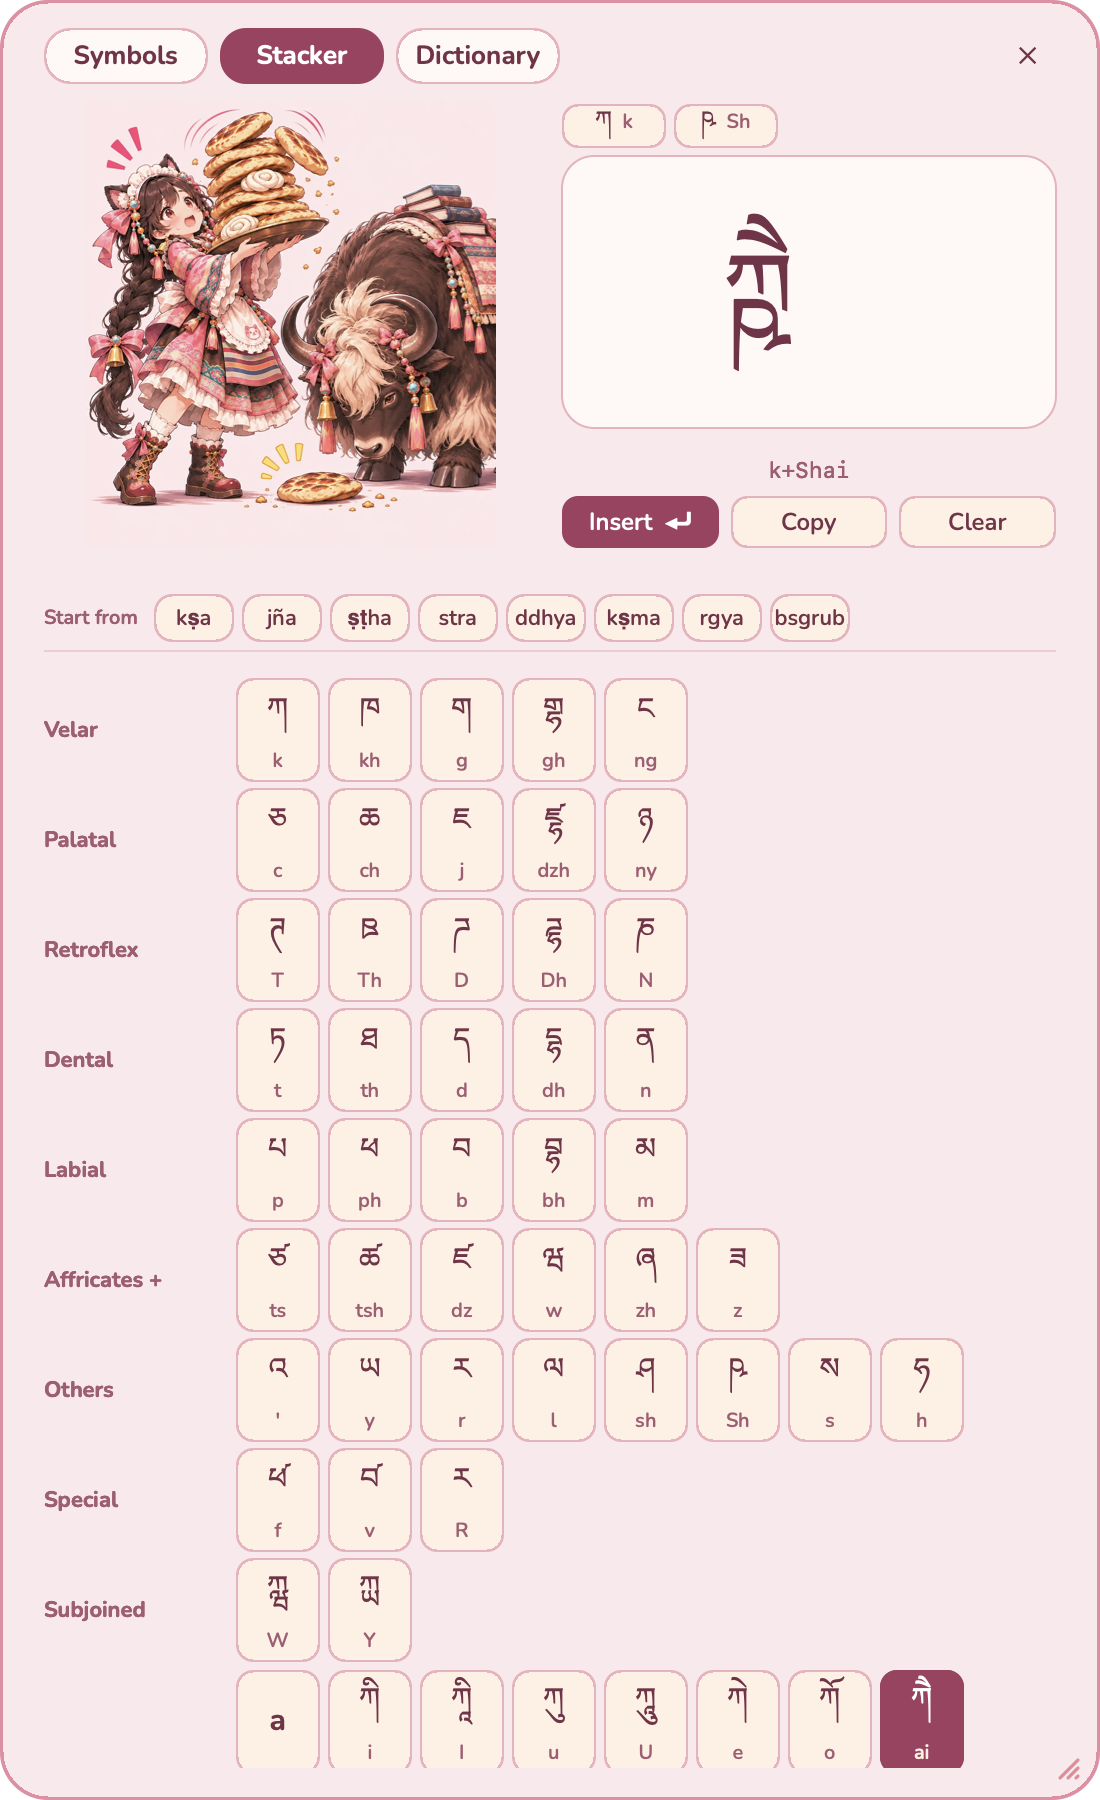 Symbols Stacker Dictionary ×
ཀ k ཥ Sh
ཀྵཻ
k+Shai
Insert Copy Clear
Start from kṣa jña ṣṭha stra ddhya kṣma rgya bsgrub
Velar ཀ k ཁ kh ག g གྷ gh ང ng
Palatal ཅ c ཆ ch ཇ j ཛྷ dzh ཉ ny
Retroflex ཊ T ཋ Th ཌ D ཌྷ Dh ཎ N
Dental ཏ t ཐ th ད d དྷ dh ན n
Labial པ p ཕ ph བ b བྷ bh མ m
Affricates + ཙ ts ཚ tsh ཛ dz ཝ w ཞ zh ཟ z
Others འ ' ཡ y ར r ལ l ཤ sh ཥ Sh ས s ཧ h
Special ཕ༹ f བ༹ v ཪ R
Subjoined ཀྺ W ཀྻ Y
a ཀི i ཀཱི I ཀུ u ཀཱུ U ཀེ e ཀོ o ཀཻ ai